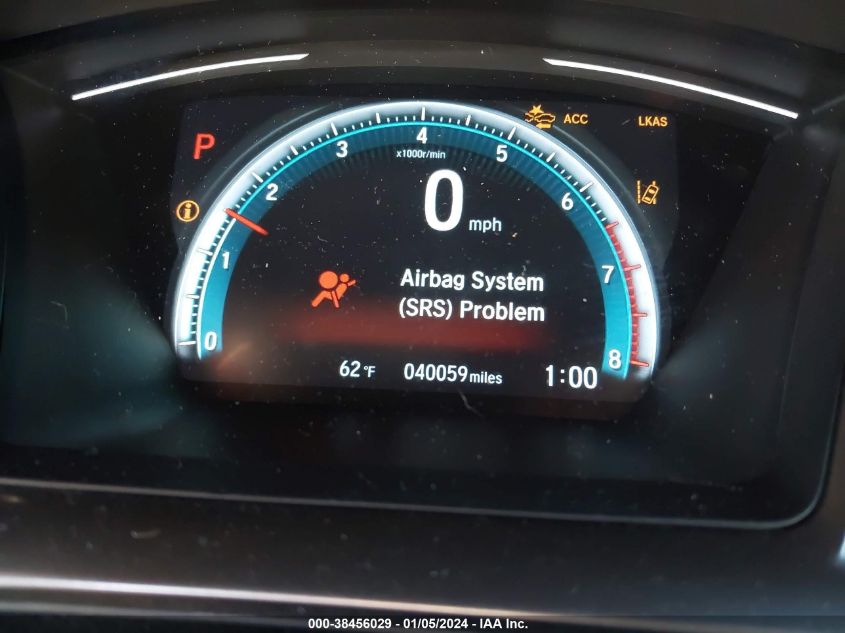 ACC
LKAS
P
x1000r/min
0 1 2 3 4 5 6 7 8
0 mph
i
Airbag System
(SRS) Problem
62 °F 040059 miles 1:00
000-38456029 - 01/05/2024 - IAA Inc.